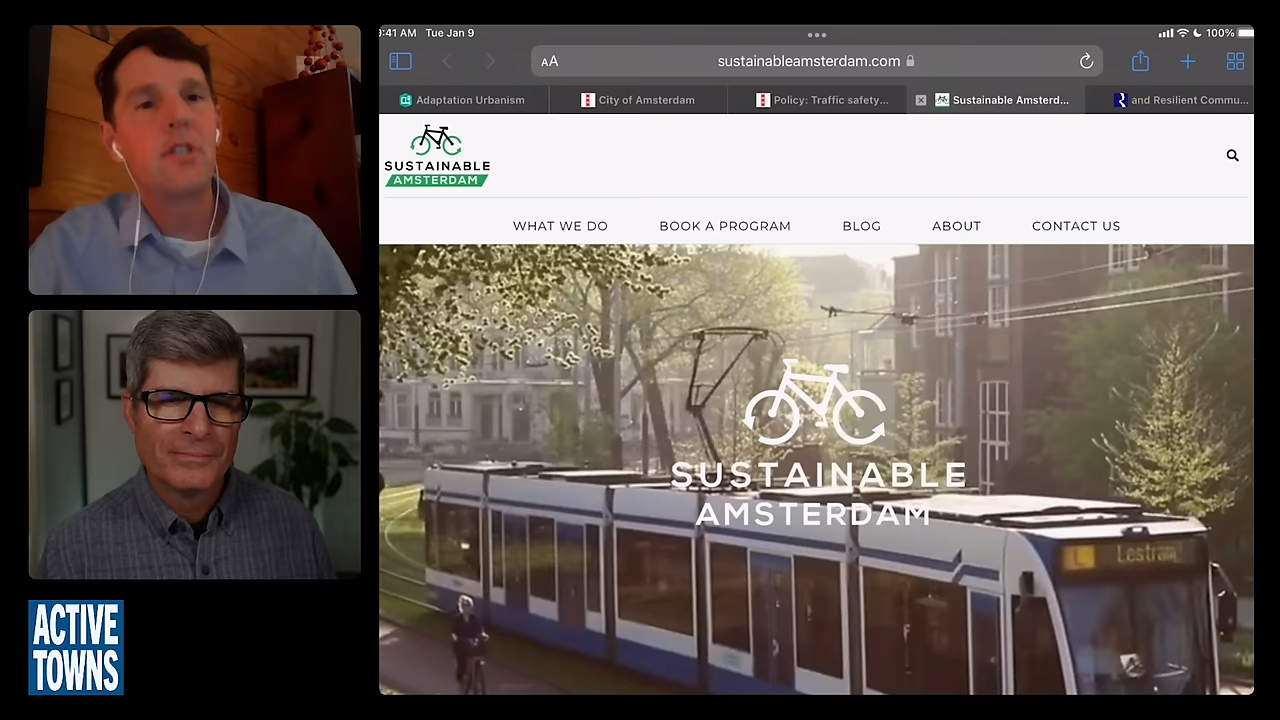 9:41 AM Tue Jan 9
100%
AA
sustainableamsterdam.com
Adaptation Urbanism
City of Amsterdam
Policy: Traffic safety...
Sustainable Amsterd...
and Resilient Commu...
SUSTAINABLE
AMSTERDAM
WHAT WE DO
BOOK A PROGRAM
BLOG
ABOUT
CONTACT US
SUSTAINABLE
AMSTERDAM
L
Lestram
ACTIVE
TOWNS